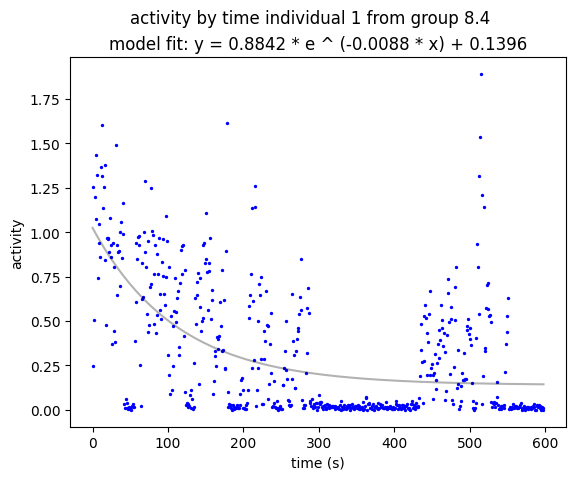 activity by time individual 1 from group 8.4
model fit: y = 0.8842 * e ^ (-0.0088 * x) + 0.1396
1.75
1.50
1.25
1.00
0.75
0.50
0.25
0.00
activity
0 100 200 300 400 500 600
time (s)